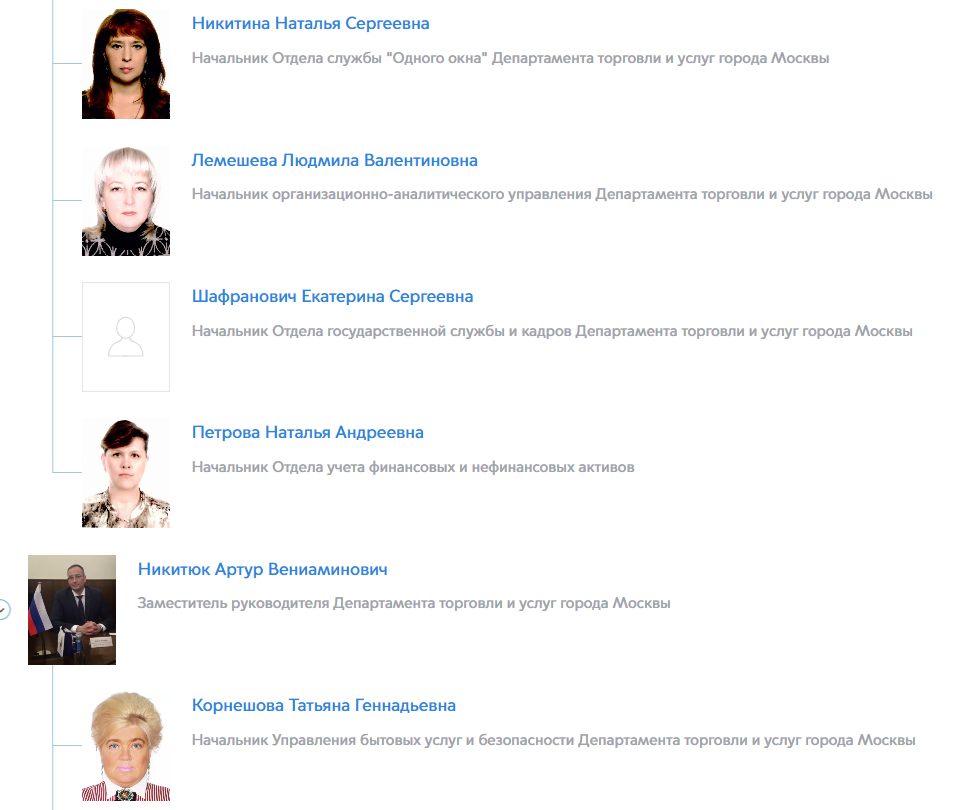 Никитина Наталья Сергеевна
Начальник Отдела службы "Одного окна" Департамента торговли и услуг города Москвы
Лемешева Людмила Валентиновна
Начальник организационно-аналитического управления Департамента торговли и услуг города Москвы
Шафранович Екатерина Сергеевна
Начальник Отдела государственной службы и кадров Департамента торговли и услуг города Москвы
Петрова Наталья Андреевна
Начальник Отдела учета финансовых и нефинансовых активов
Никитюк Артур Вениаминович
Заместитель руководителя Департамента торговли и услуг города Москвы
Корнешова Татьяна Геннадьевна
Начальник Управления бытовых услуг и безопасности Департамента торговли и услуг города Москвы